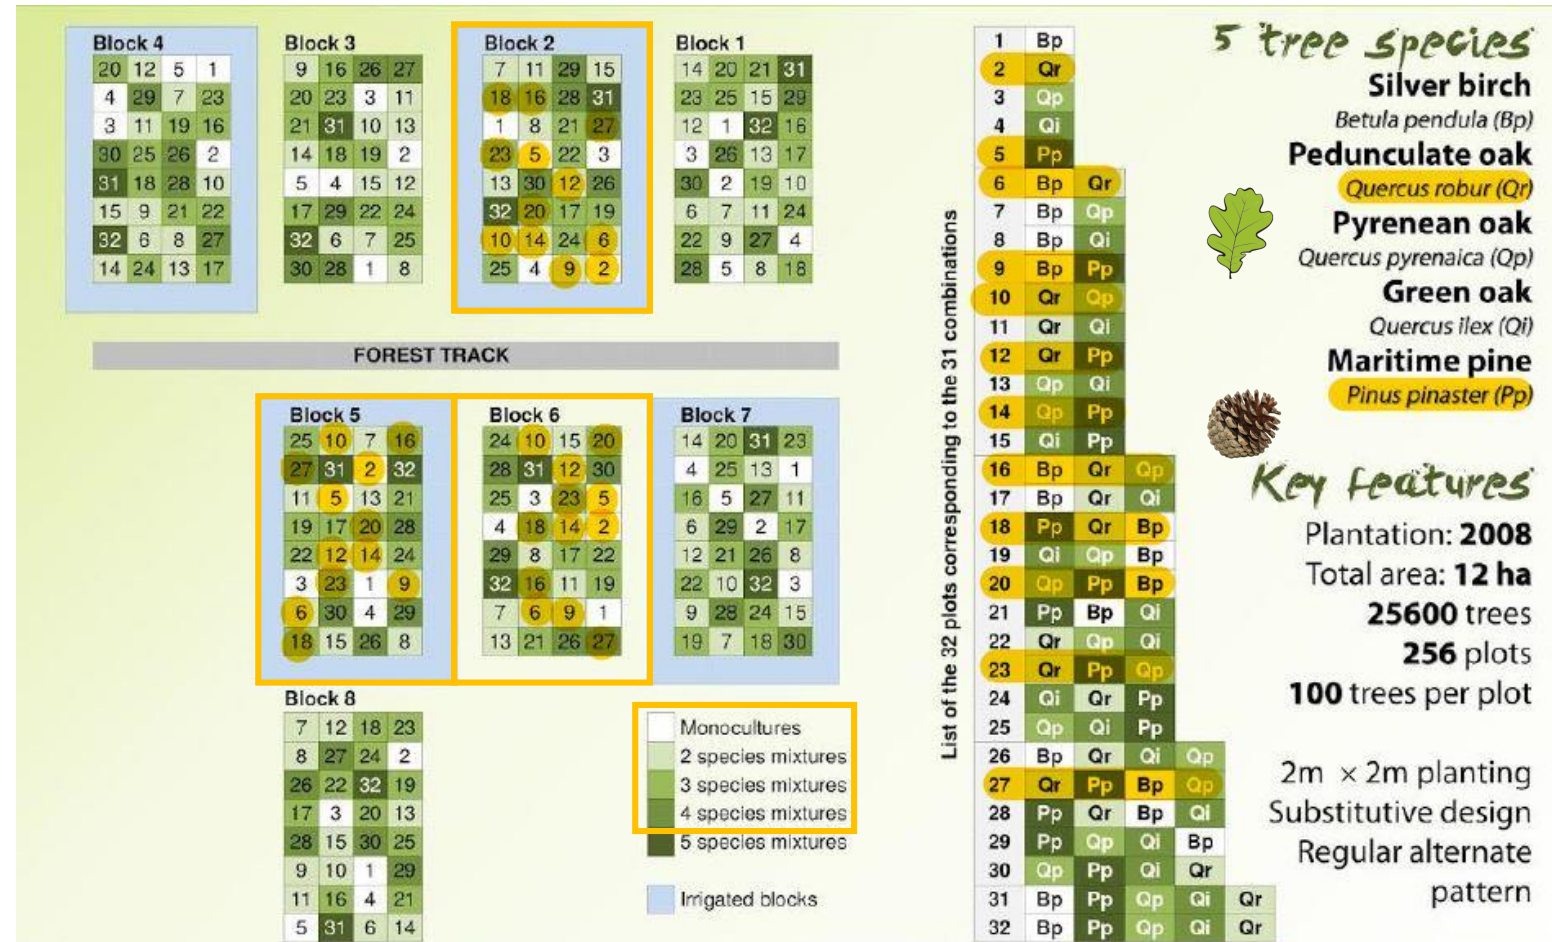 Block 4
20 12 5 1
4 29 7 23
3 11 19 16
30 25 26 2
31 18 28 10
15 9 21 22
32 6 8 27
14 24 13 17
Block 3
9 16 26 27
20 23 3 11
21 31 10 13
14 18 19 2
5 4 15 12
17 29 22 24
32 6 7 25
30 28 1 8
Block 2
7 11 29 15
18 16 28 31
1 8 21 27
23 5 22 3
13 30 12 26
32 20 17 19
10 14 24 6
25 4 9 2
Block 1
14 20 21 31
23 25 15 29
12 1 32 16
3 26 13 17
30 2 19 10
6 7 11 24
22 9 27 4
28 5 8 18
FOREST TRACK
Block 5
25 10 7 16
27 31 2 32
11 5 13 21
19 17 20 28
22 12 14 24
3 23 1 9
6 30 4 29
18 15 26 8
Block 6
24 10 15 20
28 31 12 30
25 3 23 5
4 18 14 2
29 8 17 22
32 16 11 19
7 6 9 1
13 21 26 27
Block 7
14 20 31 23
4 25 13 1
16 5 27 11
6 29 2 17
12 21 26 8
22 10 32 3
9 28 24 15
19 7 18 30
Block 8
7 12 18 23
8 27 24 2
26 22 32 19
17 3 20 13
28 15 30 25
9 10 1 29
11 16 4 21
5 31 6 14
Monocultures
2 species mixtures
3 species mixtures
4 species mixtures
5 species mixtures
Irrigated blocks
List of the 32 plots corresponding to the 31 combinations
1 Bp
2 Qr
3 Qp
4 Qi
5 Pp
6 Bp Qr
7 Bp Qp
8 Bp Qi
9 Bp Pp
10 Qr Qp
11 Qr Qi
12 Qr Pp
13 Qp Qi
14 Qp Pp
15 Qi Pp
16 Bp Qr Qp
17 Bp Qr Qi
18 Pp Qr Bp
19 Qi Qp Bp
20 Qp Pp Bp
21 Pp Bp Qi
22 Qr Qp Qi
23 Qr Pp Qp
24 Qi Qr Pp
25 Qp Qi Pp
26 Bp Qr Qi Qp
27 Qr Pp Bp Qp
28 Pp Qr Bp Qi
29 Pp Qp Qi Bp
30 Qp Pp Qi Qr
31 Bp Pp Qp Qi Qr
32 Bp Pp Qp Qi Qr
5 tree species
Silver birch
Betula pendula (Bp)
Pedunculate oak
Quercus robur (Qr)
Pyrenean oak
Quercus pyrenaica (Qp)
Green oak
Quercus ilex (Qi)
Maritime pine
Pinus pinaster (Pp)
Key features
Plantation: 2008
Total area: 12 ha
25600 trees
256 plots
100 trees per plot
2m × 2m planting
Substitutive design
Regular alternate
pattern